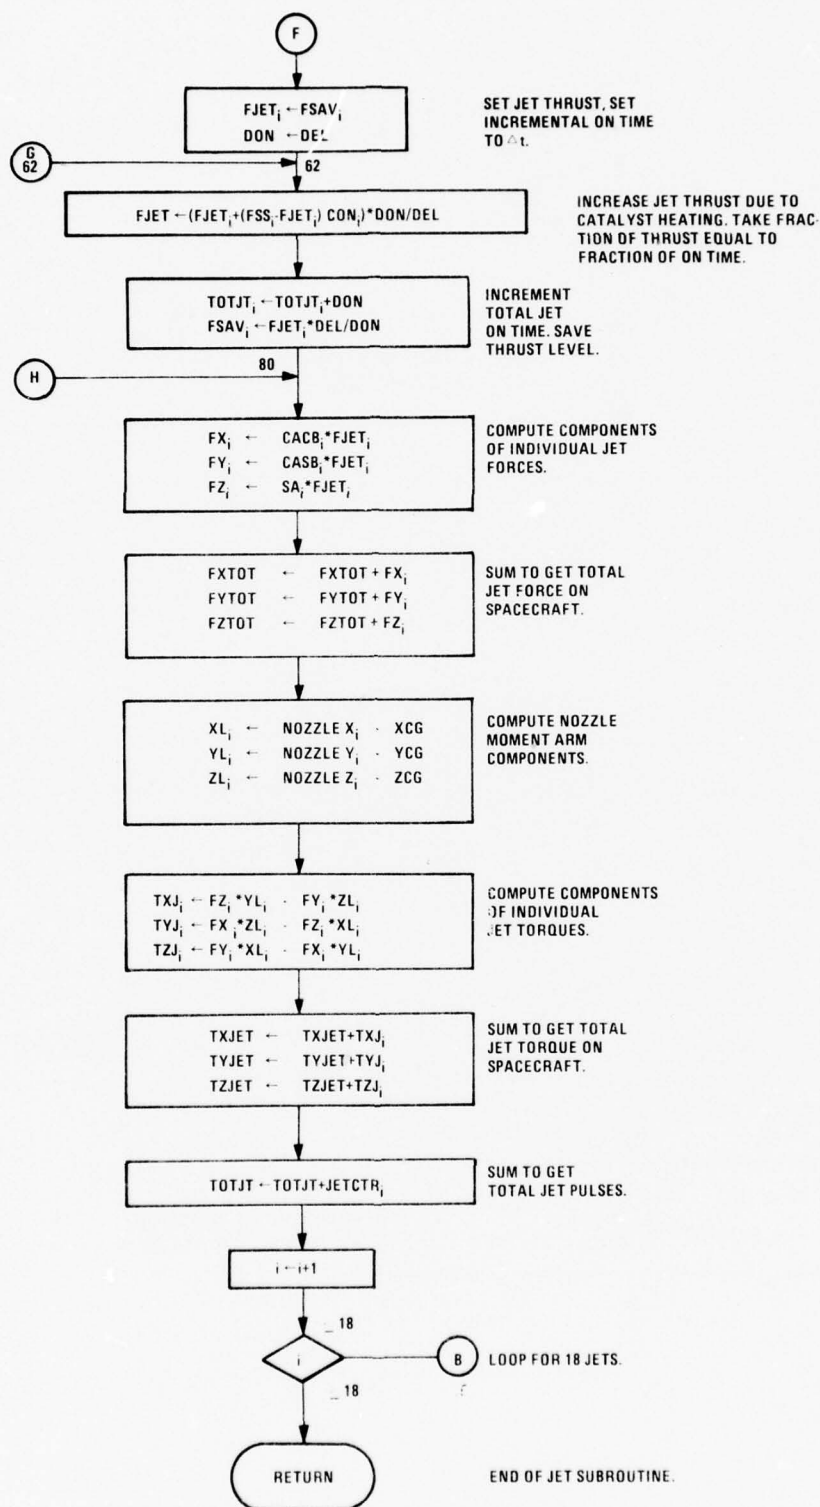 F
FJETᵢ ← FSAVᵢ
DON ← DEL
SET JET THRUST, SET
INCREMENTAL ON TIME
TO △t.
G
62
62
FJET ← (FJETᵢ+(FSSᵢ-FJETᵢ) CONᵢ)*DON/DEL
INCREASE JET THRUST DUE TO
CATALYST HEATING. TAKE FRAC-
TION OF THRUST EQUAL TO
FRACTION OF ON TIME.
TOTJTᵢ ← TOTJTᵢ+DON
FSAVᵢ ← FJETᵢ*DEL/DON
INCREMENT
TOTAL JET
ON TIME. SAVE
THRUST LEVEL.
H
80
FXᵢ ← CACBᵢ*FJETᵢ
FYᵢ ← CASBᵢ*FJETᵢ
FZᵢ ← SAᵢ*FJETᵢ
COMPUTE COMPONENTS
OF INDIVIDUAL JET
FORCES.
FXTOT ← FXTOT + FXᵢ
FYTOT ← FYTOT + FYᵢ
FZTOT ← FZTOT + FZᵢ
SUM TO GET TOTAL
JET FORCE ON
SPACECRAFT.
XLᵢ ← NOZZLE Xᵢ - XCG
YLᵢ ← NOZZLE Yᵢ - YCG
ZLᵢ ← NOZZLE Zᵢ - ZCG
COMPUTE NOZZLE
MOMENT ARM
COMPONENTS.
TXJᵢ ← FZᵢ *YLᵢ - FYᵢ *ZLᵢ
TYJᵢ ← FXᵢ *ZLᵢ - FZᵢ *XLᵢ
TZJᵢ ← FYᵢ *XLᵢ - FXᵢ *YLᵢ
COMPUTE COMPONENTS
OF INDIVIDUAL
JET TORQUES.
TXJET ← TXJET+TXJᵢ
TYJET ← TYJET+TYJᵢ
TZJET ← TZJET+TZJᵢ
SUM TO GET TOTAL
JET TORQUE ON
SPACECRAFT.
TOTJT ← TOTJT+JETCTRᵢ
SUM TO GET
TOTAL JET PULSES.
i ← i+1
18
i
B
LOOP FOR 18 JETS.
18
RETURN
END OF JET SUBROUTINE.